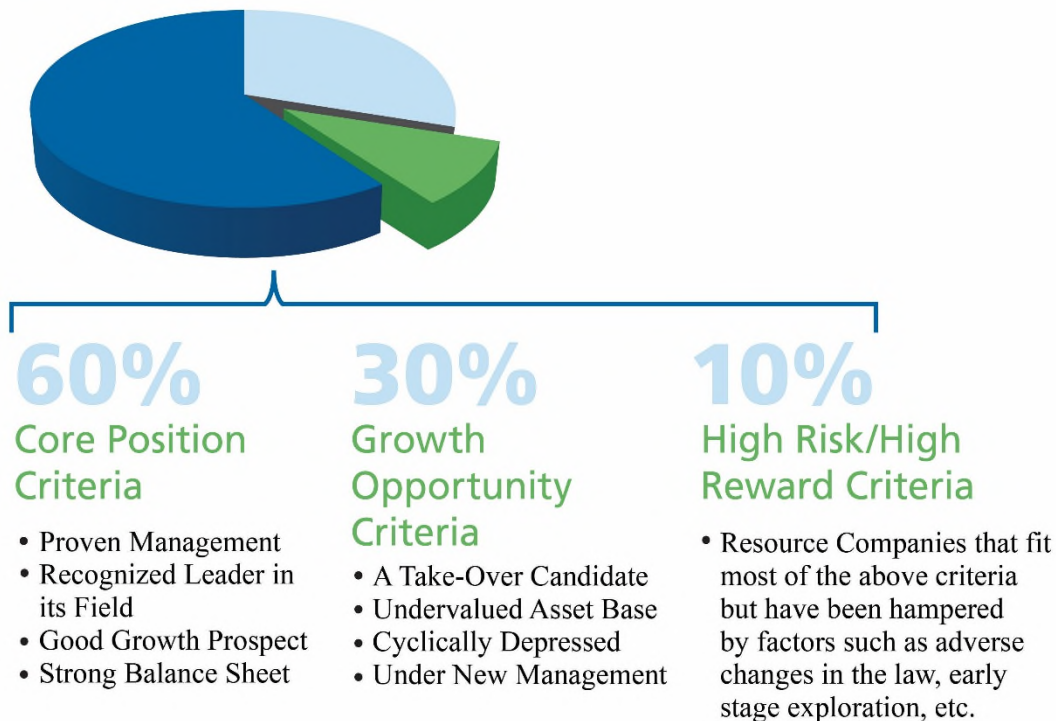 60%
Core Position
Criteria
• Proven Management
• Recognized Leader in
its Field
• Good Growth Prospect
• Strong Balance Sheet
30%
Growth
Opportunity
Criteria
• A Take-Over Candidate
• Undervalued Asset Base
• Cyclically Depressed
• Under New Management
10%
High Risk/High
Reward Criteria
• Resource Companies that fit
most of the above criteria
but have been hampered
by factors such as adverse
changes in the law, early
stage exploration, etc.